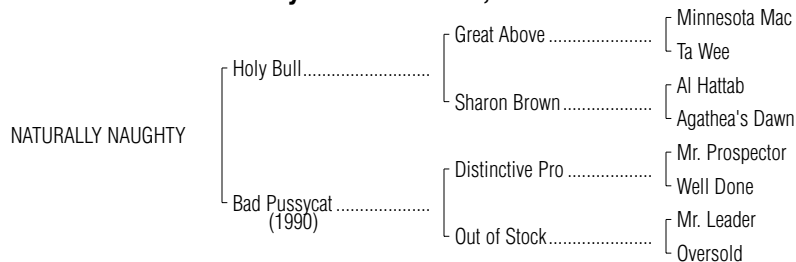 Minnesota Mac
Great Above ......................
Ta Wee
Holy Bull...........................
Al Hattab
Sharon Brown ...................
Agathea's Dawn
NATURALLY NAUGHTY
Mr. Prospector
Distinctive Pro ..................
Well Done
Bad Pussycat ....................
(1990)
Mr. Leader
Out of Stock......................
Oversold